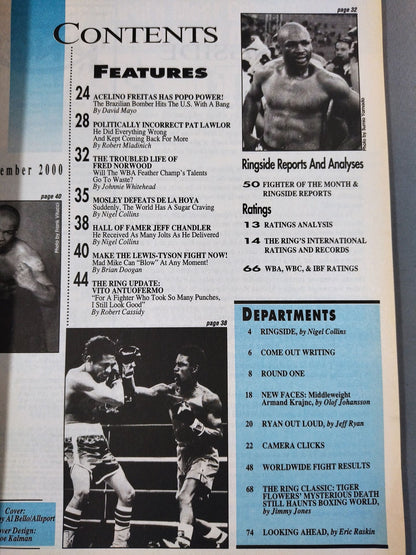 CONTENTS
FEATURES
24 ACELINO FREITAS HAS POPO POWER!
The Brazilian Bomber Hits The U.S. With A Bang
By David Mayo
28 POLITICALLY INCORRECT PAT LAWLOR
He Did Everything Wrong
And Kept Coming Back For More
By Robert Mladinich
32 THE TROUBLED LIFE OF
FRED NORWOOD
Will The WBA Feather Champ's Talents
Go To Waste?
By Johnnie Whitehead
35 MOSLEY DEFEATS DE LA HOYA
Suddenly, The World Has A Sugar Craving
By Nigel Collins
38 HALL OF FAMER JEFF CHANDLER
He Received As Many Jolts As He Delivered
By Nigel Collins
40 MAKE THE LEWIS-TYSON FIGHT NOW!
Mad Mike Can "Blow" At Any Moment!
By Brian Doogan
44 THE RING UPDATE:
VITO ANTUOFERMO
"For A Fighter Who Took So Many Punches,
I Still Look Good"
By Robert Cassidy
page 38
page 32
Ringside Reports And Analyses
50 FIGHTER OF THE MONTH &
RINGSIDE REPORTS
Ratings
13 RATINGS ANALYSIS
14 THE RING'S INTERNATIONAL
RATINGS AND RECORDS
66 WBA, WBC, & IBF RATINGS
DEPARTMENTS
4 RINGSIDE, by Nigel Collins
6 COME OUT WRITING
8 ROUND ONE
18 NEW FACES: Middleweight
Armand Krajnc, by Olof Johansson
20 RYAN OUT LOUD, by Jeff Ryan
22 CAMERA CLICKS
48 WORLDWIDE FIGHT RESULTS
68 THE RING CLASSIC: TIGER
FLOWERS' MYSTERIOUS DEATH
STILL HAUNTS BOXING WORLD,
by Jimmy Jones
74 LOOKING AHEAD, by Eric Raskin
ember 2000
page 40
Cover:
by Al Bello/Allsport
ver Design:
oe Kalman